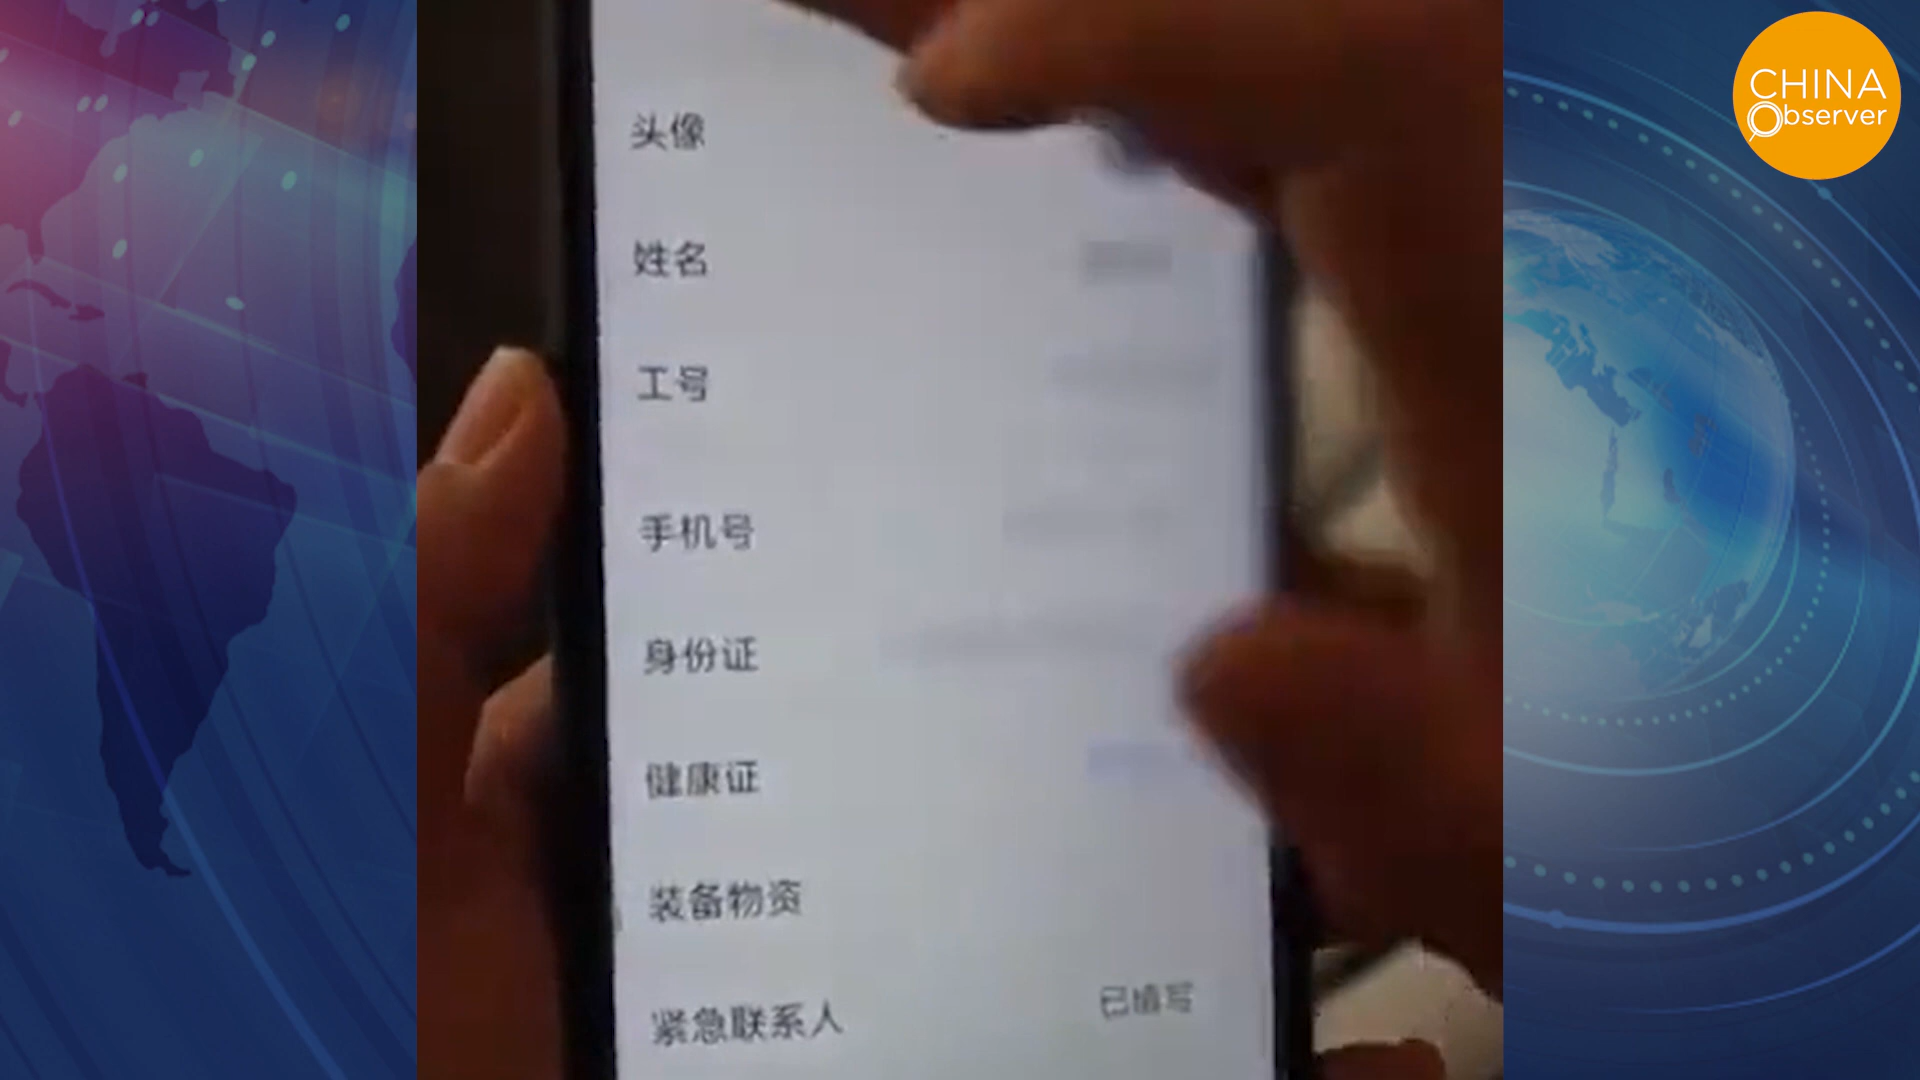 CHINA
Observer
头像
姓名
工号
手机号
身份证
健康证
装备物资
紧急联系人
已填写